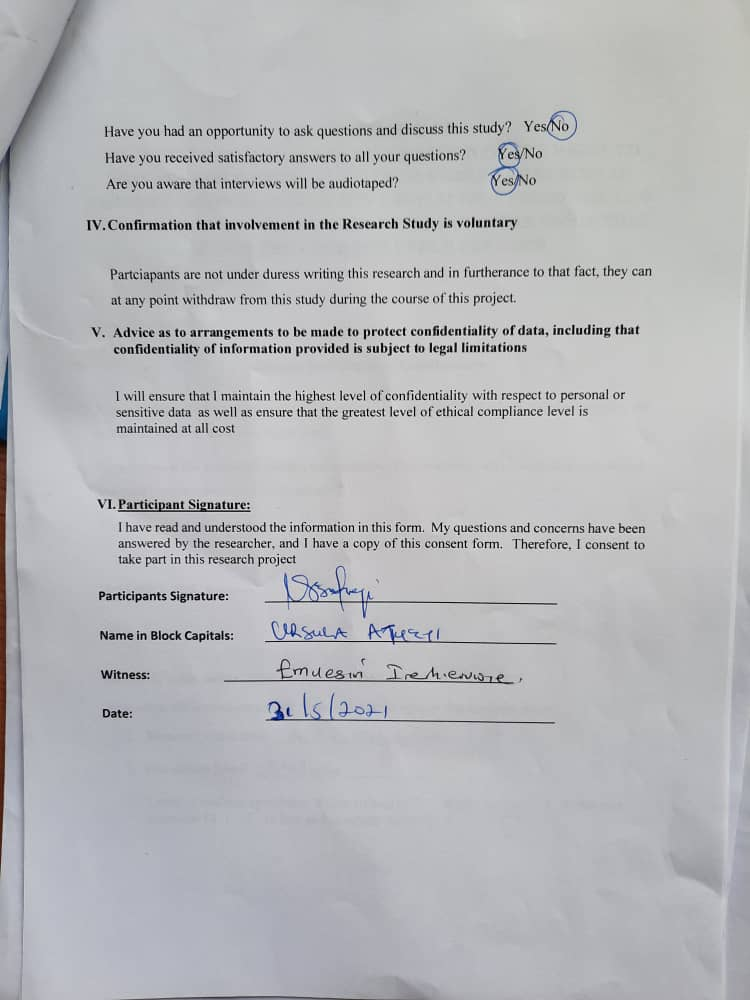 Have you had an opportunity to ask questions and discuss this study? Yes/No
Have you received satisfactory answers to all your questions? Yes/No
Are you aware that interviews will be audiotaped? Yes/No
IV. Confirmation that involvement in the Research Study is voluntary
Partciapants are not under duress writing this research and in furtherance to that fact, they can
at any point withdraw from this study during the course of this project.
V. Advice as to arrangements to be made to protect confidentiality of data, including that
confidentiality of information provided is subject to legal limitations
I will ensure that I maintain the highest level of confidentiality with respect to personal or
sensitive data as well as ensure that the greatest level of ethical compliance level is
maintained at all cost
VI. Participant Signature:
I have read and understood the information in this form. My questions and concerns have been
answered by the researcher, and I have a copy of this consent form. Therefore, I consent to
take part in this research project
Participants Signature:
Name in Block Capitals: URSULA
Witness:
Date: 31/5/2021